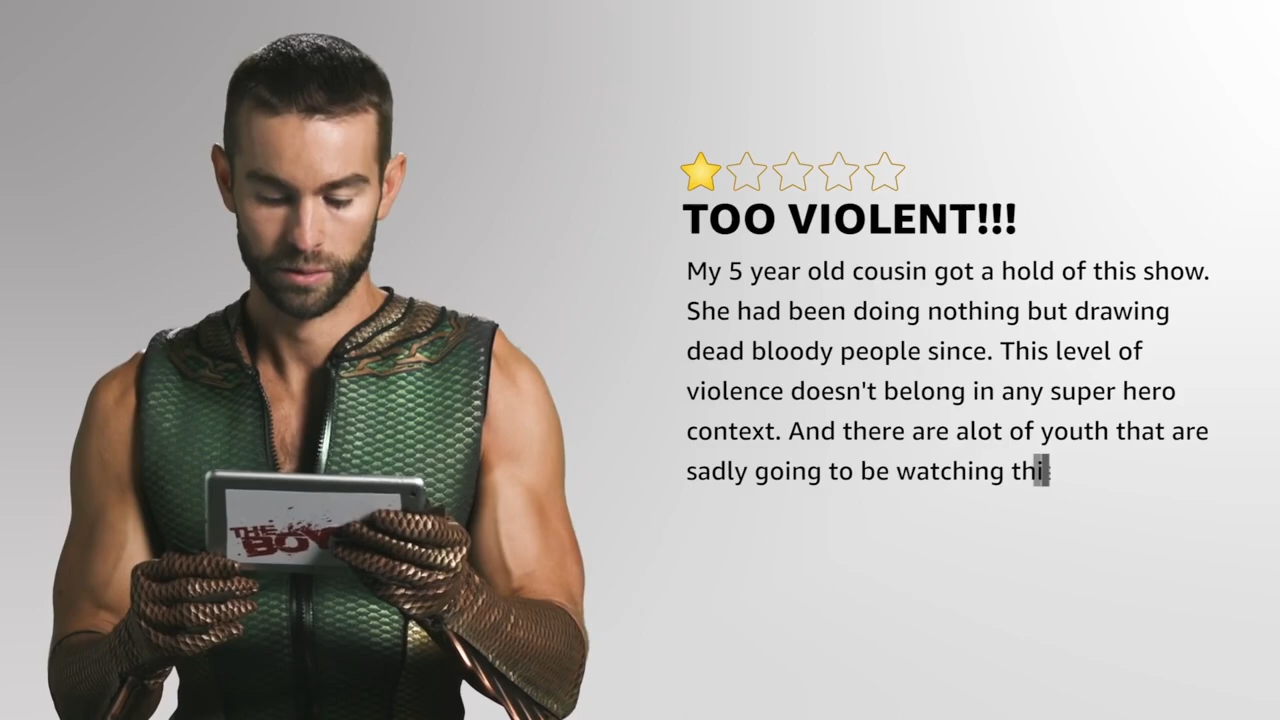 TOO VIOLENT!!!
My 5 year old cousin got a hold of this show.
She had been doing nothing but drawing
dead bloody people since. This level of
violence doesn't belong in any super hero
context. And there are alot of youth that are
sadly going to be watching thi
THE
BOY